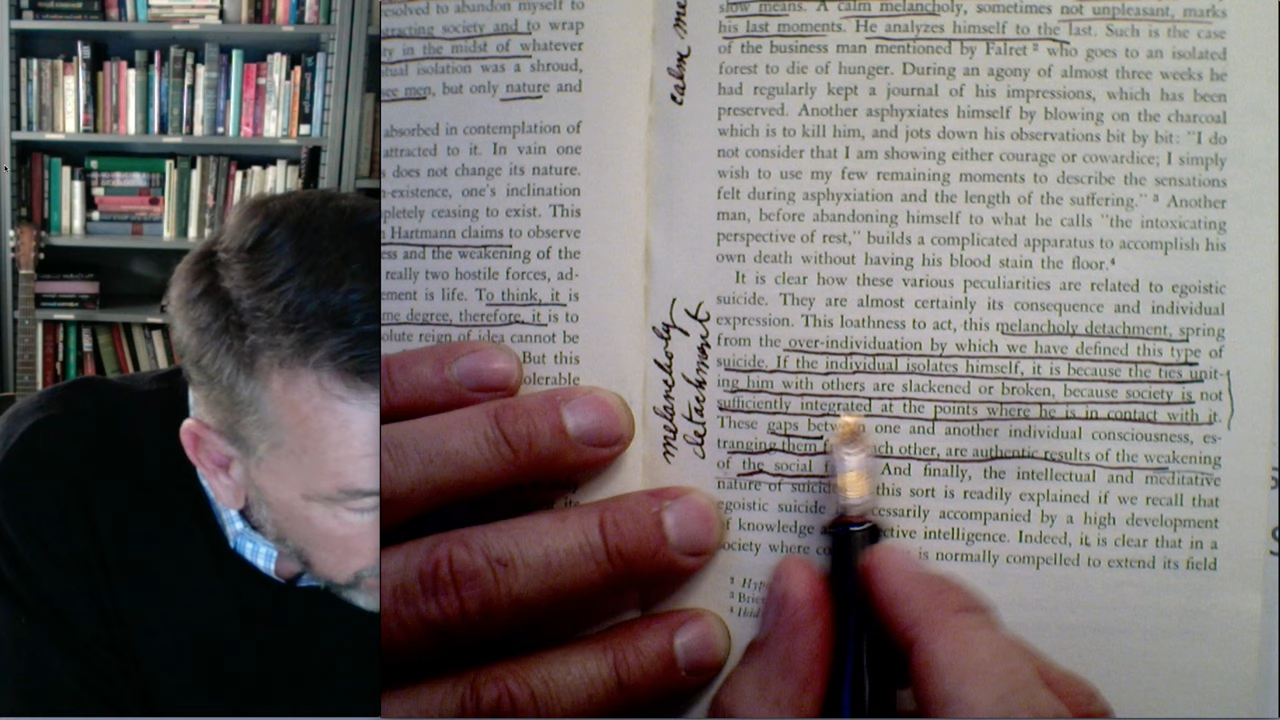 esolved to abandon myself to
tracting society and to wrap
ty in the midst of whatever
tual isolation was a shroud,
see men, but only nature and
absorbed in contemplation of
attracted to it. In vain one
s does not change its nature.
-existence, one's inclination
pletely ceasing to exist. This
Hartmann claims to observe
ess and the weakening of the
really two hostile forces, ad-
ement is life. To think, it is
me degree, therefore, it is to
olute reign of idea cannot be
But this
olerable
calm me
melancholy
detachment
slow means. A calm melancholy, sometimes not unpleasant, marks
his last moments. He analyzes himself to the last. Such is the case
of the business man mentioned by Falret ² who goes to an isolated
forest to die of hunger. During an agony of almost three weeks he
had regularly kept a journal of his impressions, which has been
preserved. Another asphyxiates himself by blowing on the charcoal
which is to kill him, and jots down his observations bit by bit: "I do
not consider that I am showing either courage or cowardice; I simply
wish to use my few remaining moments to describe the sensations
felt during asphyxiation and the length of the suffering." ³ Another
man, before abandoning himself to what he calls "the intoxicating
perspective of rest," builds a complicated apparatus to accomplish his
own death without having his blood stain the floor.⁴
It is clear how these various peculiarities are related to egoistic
suicide. They are almost certainly its consequence and individual
expression. This loathness to act, this melancholy detachment, spring
from the over-individuation by which we have defined this type of
suicide. If the individual isolates himself, it is because the ties unit-
ing him with others are slackened or broken, because society is not
sufficiently integrated at the points where he is in contact with it.
These gaps between one and another individual consciousness, es-
tranging them f ach other, are authentic results of the weakening
of the social f And finally, the intellectual and meditative
nature of suicide this sort is readily explained if we recall that
egoistic suicide cessarily accompanied by a high development
of knowledge a ective intelligence. Indeed, it is clear that in a
society where co is normally compelled to extend its field
² Hyp
³ Brie
⁴ Ibid